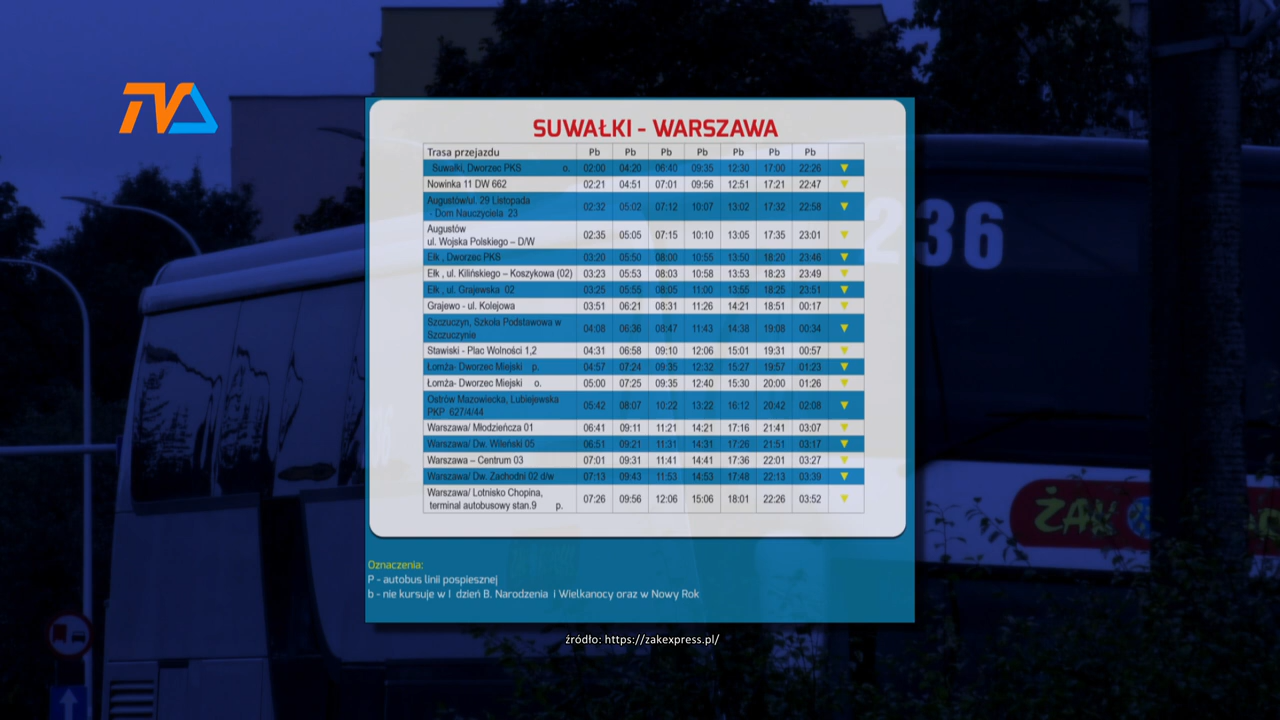 TVA
SUWAŁKI - WARSZAWA
Trasa przejazdu Pb Pb Pb Pb Pb Pb Pb
Suwałki, Dworzec PKS o. 02:00 04:20 06:40 09:35 12:30 17:00 22:26
Nowinka 11 DW 662 02:21 04:51 07:01 09:56 12:51 17:21 22:47
Augustów/ul. 29 Listopada
- Dom Nauczyciela 23 02:32 05:02 07:12 10:07 13:02 17:32 22:58
Augustów
ul. Wojska Polskiego – D/W 02:35 05:05 07:15 10:10 13:05 17:35 23:01
Ełk , Dworzec PKS 03:20 05:50 08:00 10:55 13:50 18:20 23:46
Ełk , ul. Kilińskiego – Koszykowa (02) 03:23 05:53 08:03 10:58 13:53 18:23 23:49
Ełk , ul. Grajewska 02 03:25 05:55 08:05 11:00 13:55 18:25 23:51
Grajewo - ul. Kolejowa 03:51 06:21 08:31 11:26 14:21 18:51 00:17
Szczuczyn, Szkoła Podstawowa w
Szczuczynie 04:08 06:36 08:47 11:43 14:38 19:08 00:34
Stawiski - Plac Wolności 1,2 04:31 06:58 09:10 12:06 15:01 19:31 00:57
Łomża- Dworzec Miejski p. 04:57 07:24 09:35 12:32 15:27 19:57 01:23
Łomża- Dworzec Miejski o. 05:00 07:25 09:35 12:40 15:30 20:00 01:26
Ostrów Mazowiecka, Lubiejewska
PKP 627/4/44 05:42 08:07 10:22 13:22 16:12 20:42 02:08
Warszawa/ Młodzieńcza 01 06:41 09:11 11:21 14:21 17:16 21:41 03:07
Warszawa/ Dw. Wileński 05 06:51 09:21 11:31 14:31 17:26 21:51 03:17
Warszawa – Centrum 03 07:01 09:31 11:41 14:41 17:36 22:01 03:27
Warszawa/ Dw. Zachodni 02 d/w 07:13 09:43 11:53 14:53 17:48 22:13 03:39
Warszawa/ Lotnisko Chopina,
terminal autobusowy stan.9 p. 07:26 09:56 12:06 15:06 18:01 22:26 03:52
236
ŻAK
Oznaczenia:
P - autobus linii pospiesznej
b - nie kursuje w I dzień B. Narodzenia i Wielkanocy oraz w Nowy Rok
źródło: https://zakexpress.pl/